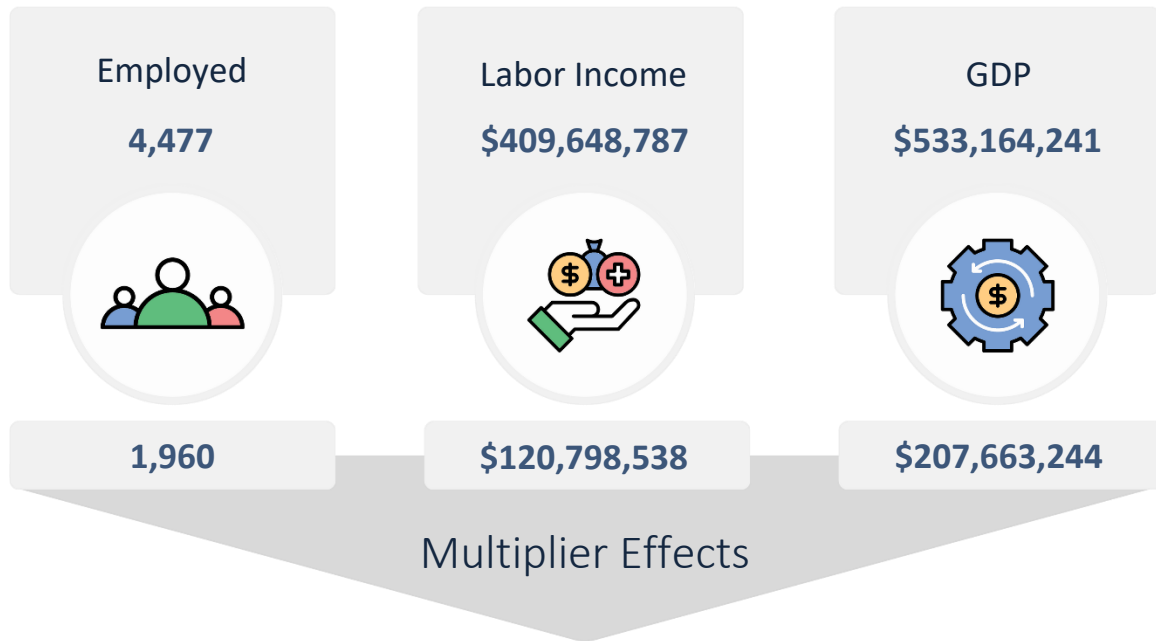 Employed
4,477
Labor Income
$409,648,787
GDP
$533,164,241
$
$
1,960
$120,798,538
$207,663,244
Multiplier Effects